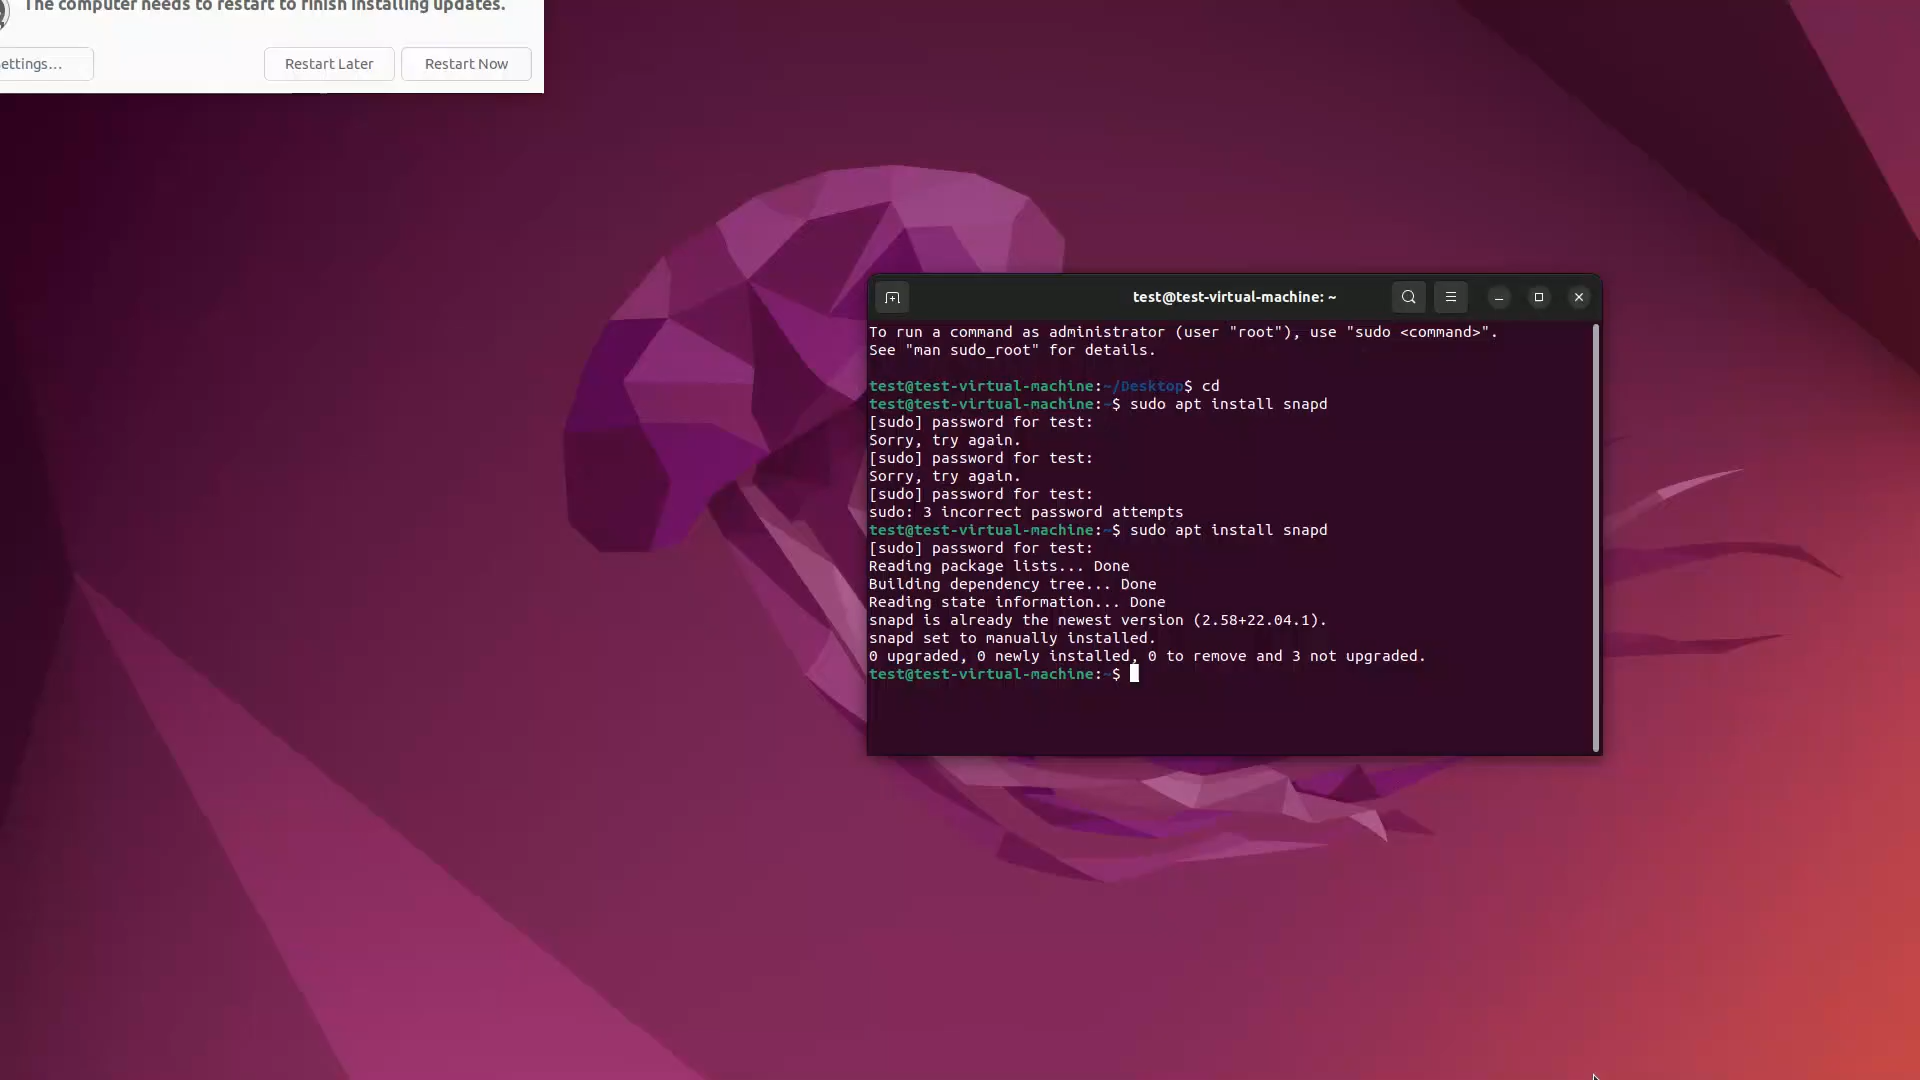 The computer needs to restart to finish installing updates.
ettings...
Restart Later
Restart Now
test@test-virtual-machine: ~
To run a command as administrator (user "root"), use "sudo <command>".
See "man sudo_root" for details.
test@test-virtual-machine:~/Desktop$ cd
test@test-virtual-machine:~$ sudo apt install snapd
[sudo] password for test:
Sorry, try again.
[sudo] password for test:
Sorry, try again.
[sudo] password for test:
sudo: 3 incorrect password attempts
test@test-virtual-machine:~$ sudo apt install snapd
[sudo] password for test:
Reading package lists... Done
Building dependency tree... Done
Reading state information... Done
snapd is already the newest version (2.58+22.04.1).
snapd set to manually installed.
0 upgraded, 0 newly installed, 0 to remove and 3 not upgraded.
test@test-virtual-machine:~$